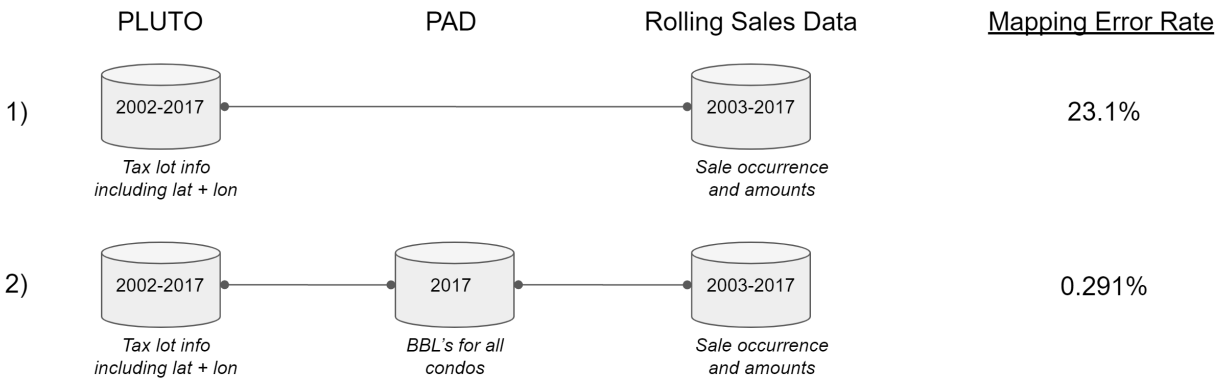 PLUTO PAD Rolling Sales Data Mapping Error Rate
1) 2002-2017 2003-2017 23.1%
Tax lot info Sale occurrence
including lat + lon and amounts
2) 2002-2017 2017 2003-2017 0.291%
Tax lot info BBL's for all Sale occurrence
including lat + lon condos and amounts